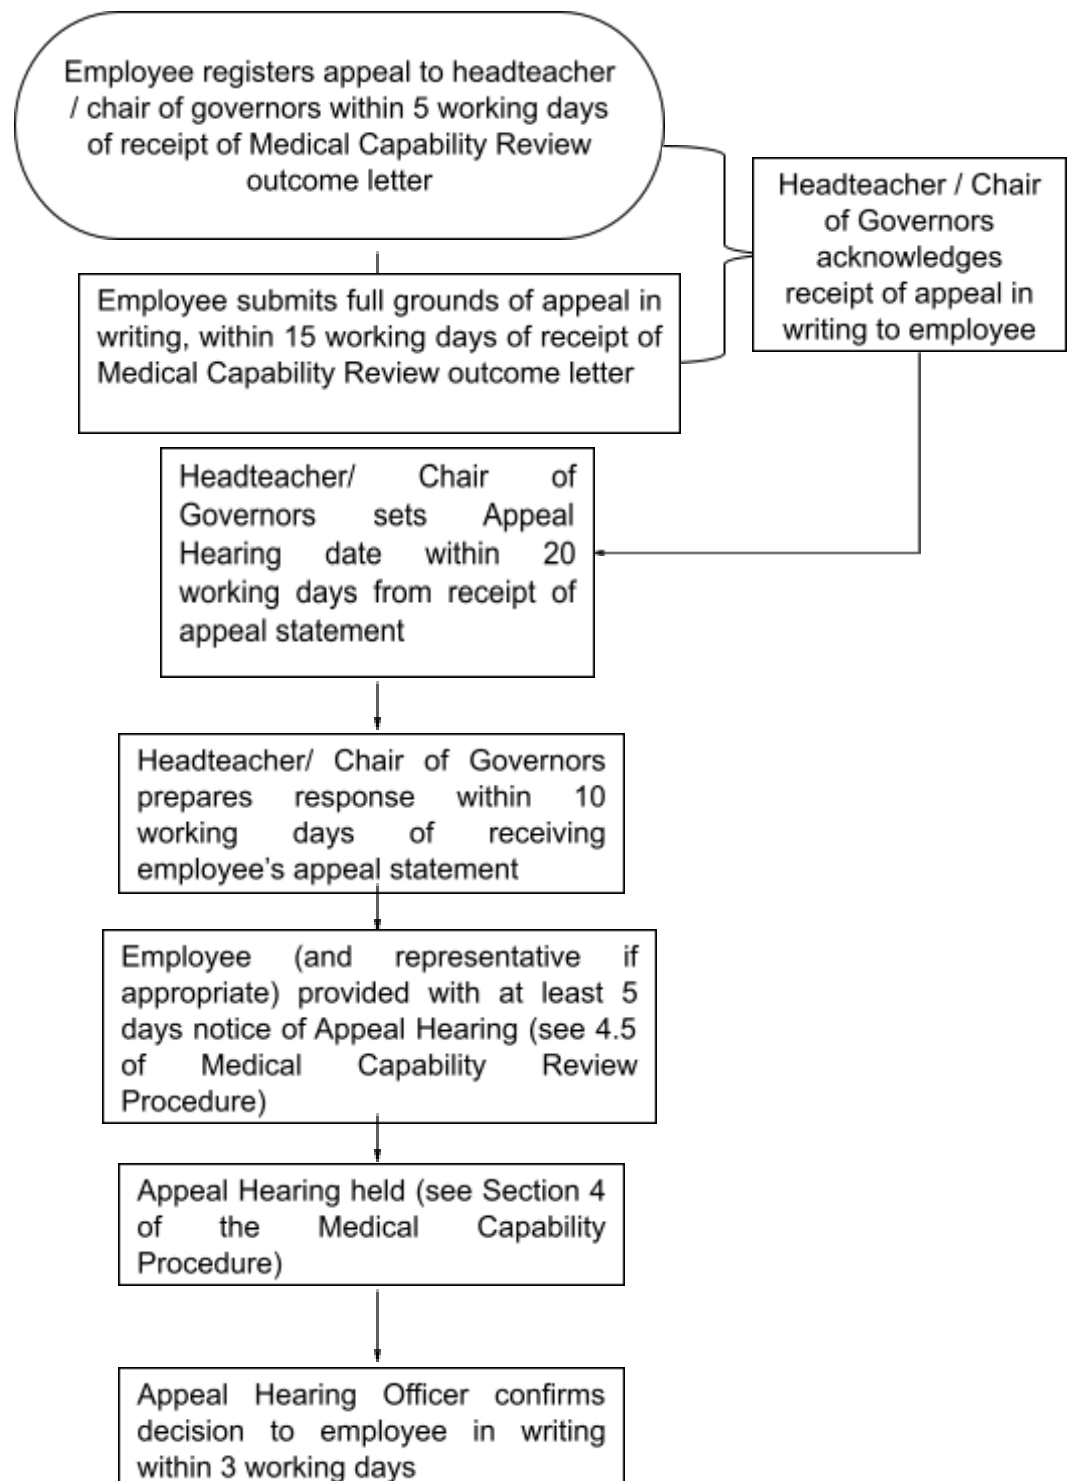 Employee registers appeal to headteacher
/ chair of governors within 5 working days
of receipt of Medical Capability Review
outcome letter
Headteacher / Chair
of Governors
acknowledges
receipt of appeal in
writing to employee
Employee submits full grounds of appeal in
writing, within 15 working days of receipt of
Medical Capability Review outcome letter
Headteacher/ Chair of
Governors sets Appeal
Hearing date within 20
working days from receipt of
appeal statement
Headteacher/ Chair of Governors
prepares response within 10
working days of receiving
employee’s appeal statement
Employee (and representative if
appropriate) provided with at least 5
days notice of Appeal Hearing (see 4.5
of Medical Capability Review
Procedure)
Appeal Hearing held (see Section 4
of the Medical Capability
Procedure)
Appeal Hearing Officer confirms
decision to employee in writing
within 3 working days